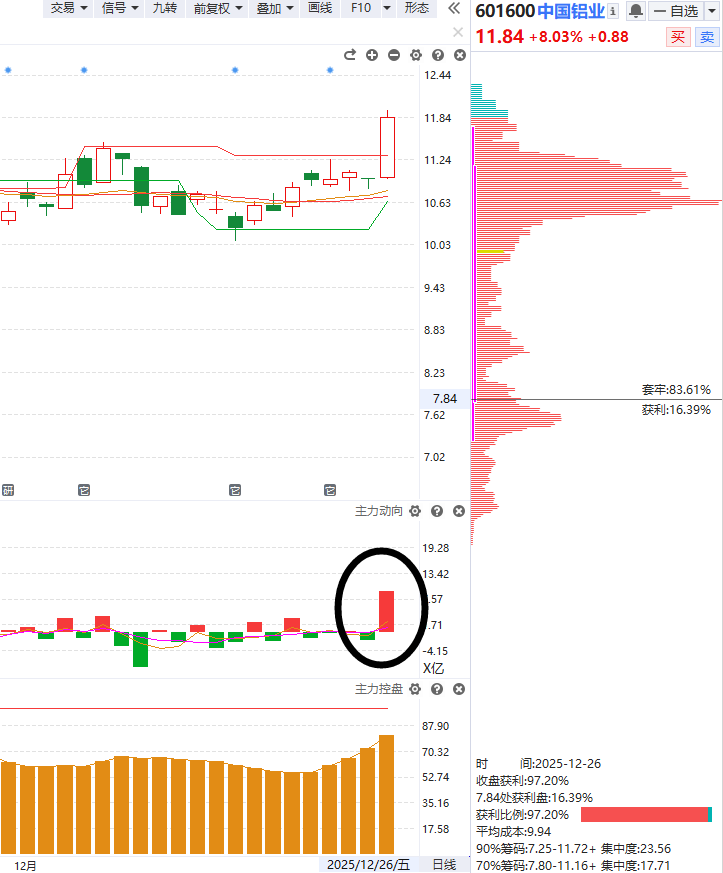 交易 信号 九转 前复权 叠加 画线 F10 形态
601600 中国铝业 自选
11.84 +8.03% +0.88 买 卖
12.44
11.84
11.24
10.63
10.03
9.43
8.83
8.23
7.84
7.62
7.02
套牢:83.61%
获利:16.39%
研 它 它 它
主力动向
19.28
13.42
.57
.71
-4.15
X亿
主力控盘
87.90
70.32
52.74
35.16
17.58
时 间:2025-12-26
收盘获利:97.20%
7.84处获利盘:16.39%
获利比例:97.20%
平均成本:9.94
90%筹码:7.25-11.72+ 集中度:23.56
70%筹码:7.80-11.16+ 集中度:17.71
12月 2025/12/26/五 日线